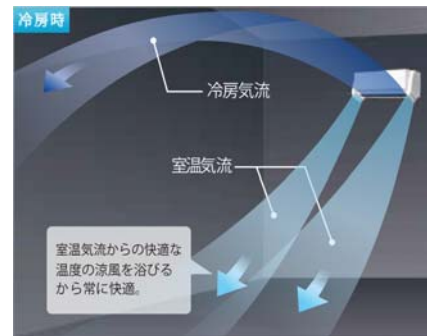 冷房時
冷房気流
室温気流
室温気流からの快適な
温度の涼風を浴びる
から常に快適。